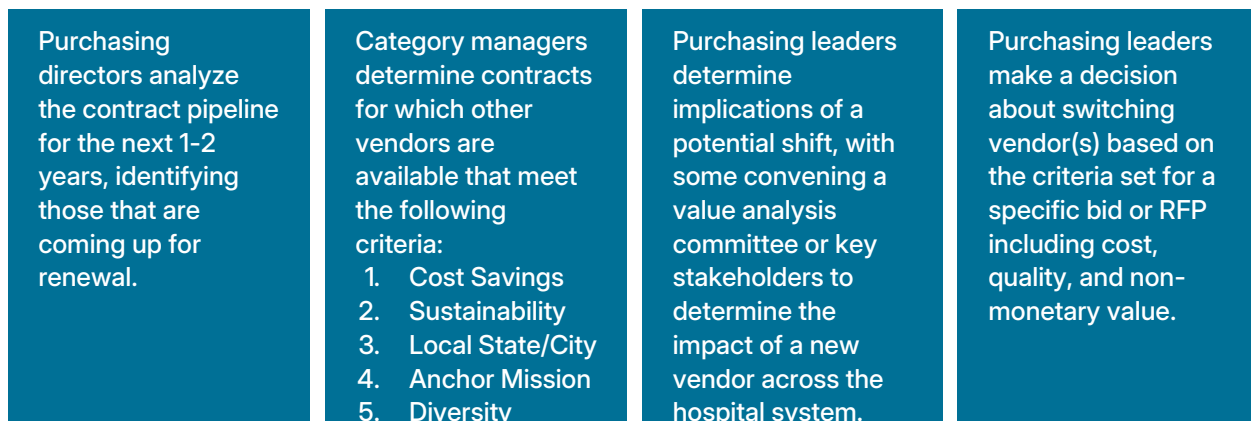 Purchasing
directors analyze
the contract pipeline
for the next 1-2
years, identifying
those that are
coming up for
renewal.
Category managers
determine contracts
for which other
vendors are
available that meet
the following
criteria:
1. Cost Savings
2. Sustainability
3. Local State/City
4. Anchor Mission
5. Diversity
Purchasing leaders
determine
implications of a
potential shift, with
some convening a
value analysis
committee or key
stakeholders to
determine the
impact of a new
vendor across the
hospital system.
Purchasing leaders
make a decision
about switching
vendor(s) based on
the criteria set for a
specific bid or RFP
including cost,
quality, and non-
monetary value.